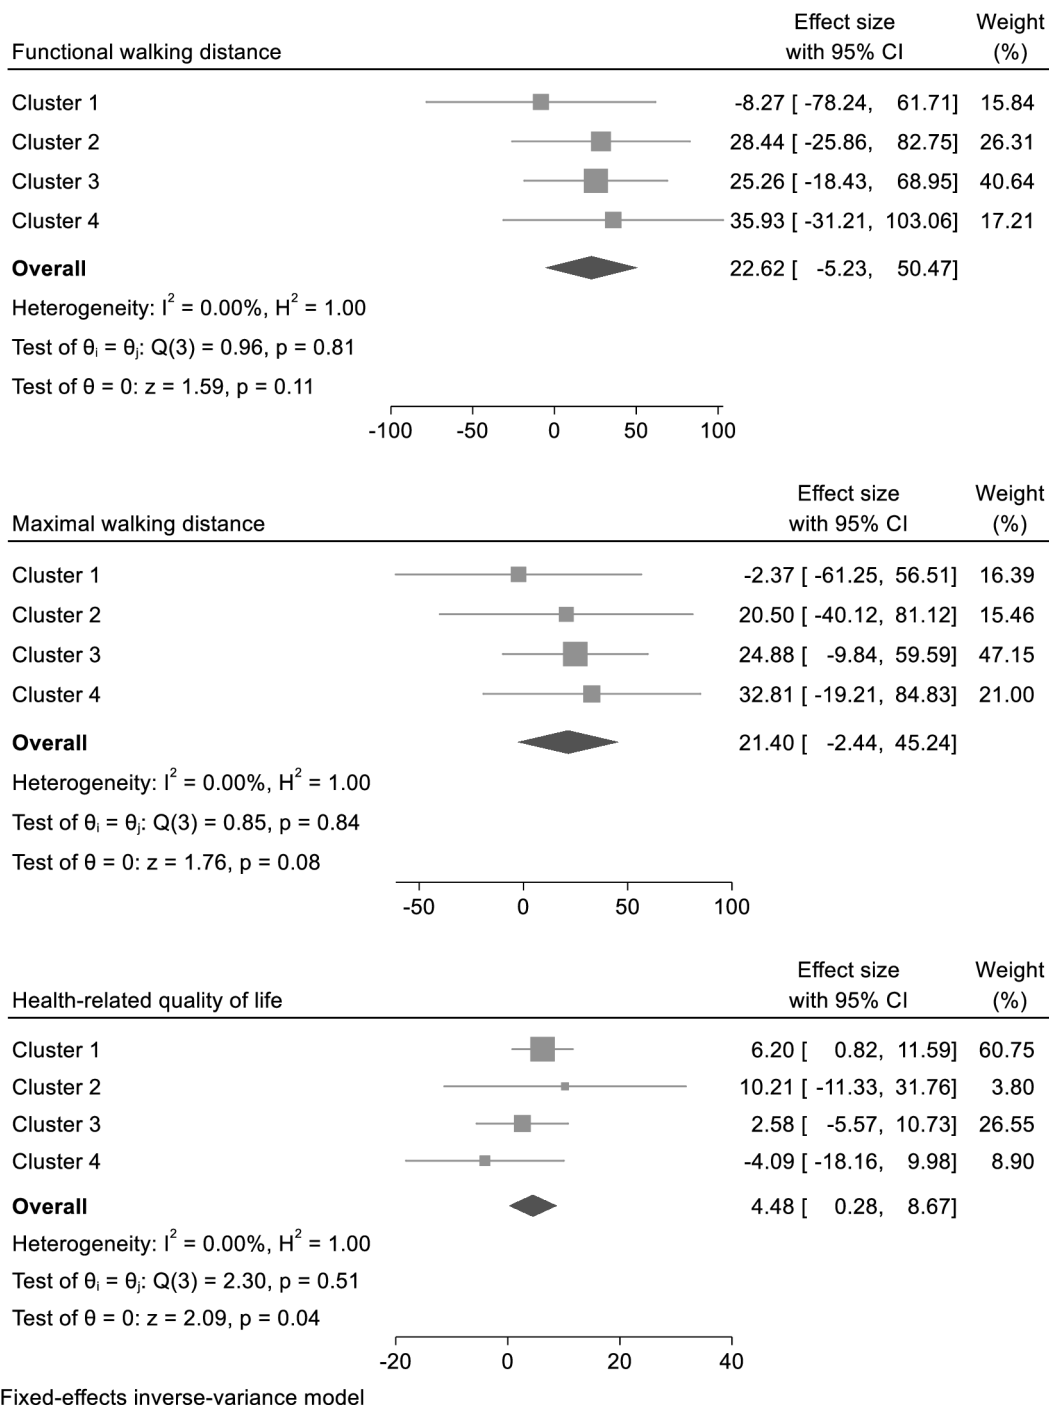 Effect size Weight
Functional walking distance with 95% CI (%)
Cluster 1 -8.27 [ -78.24, 61.71] 15.84
Cluster 2 28.44 [ -25.86, 82.75] 26.31
Cluster 3 25.26 [ -18.43, 68.95] 40.64
Cluster 4 35.93 [ -31.21, 103.06] 17.21
Overall 22.62 [ -5.23, 50.47]
Heterogeneity: I² = 0.00%, H² = 1.00
Test of θᵢ = θⱼ: Q(3) = 0.96, p = 0.81
Test of θ = 0: z = 1.59, p = 0.11
-100 -50 0 50 100
Effect size Weight
Maximal walking distance with 95% CI (%)
Cluster 1 -2.37 [ -61.25, 56.51] 16.39
Cluster 2 20.50 [ -40.12, 81.12] 15.46
Cluster 3 24.88 [ -9.84, 59.59] 47.15
Cluster 4 32.81 [ -19.21, 84.83] 21.00
Overall 21.40 [ -2.44, 45.24]
Heterogeneity: I² = 0.00%, H² = 1.00
Test of θᵢ = θⱼ: Q(3) = 0.85, p = 0.84
Test of θ = 0: z = 1.76, p = 0.08
-50 0 50 100
Effect size Weight
Health-related quality of life with 95% CI (%)
Cluster 1 6.20 [ 0.82, 11.59] 60.75
Cluster 2 10.21 [ -11.33, 31.76] 3.80
Cluster 3 2.58 [ -5.57, 10.73] 26.55
Cluster 4 -4.09 [ -18.16, 9.98] 8.90
Overall 4.48 [ 0.28, 8.67]
Heterogeneity: I² = 0.00%, H² = 1.00
Test of θᵢ = θⱼ: Q(3) = 2.30, p = 0.51
Test of θ = 0: z = 2.09, p = 0.04
-20 0 20 40
Fixed-effects inverse-variance model